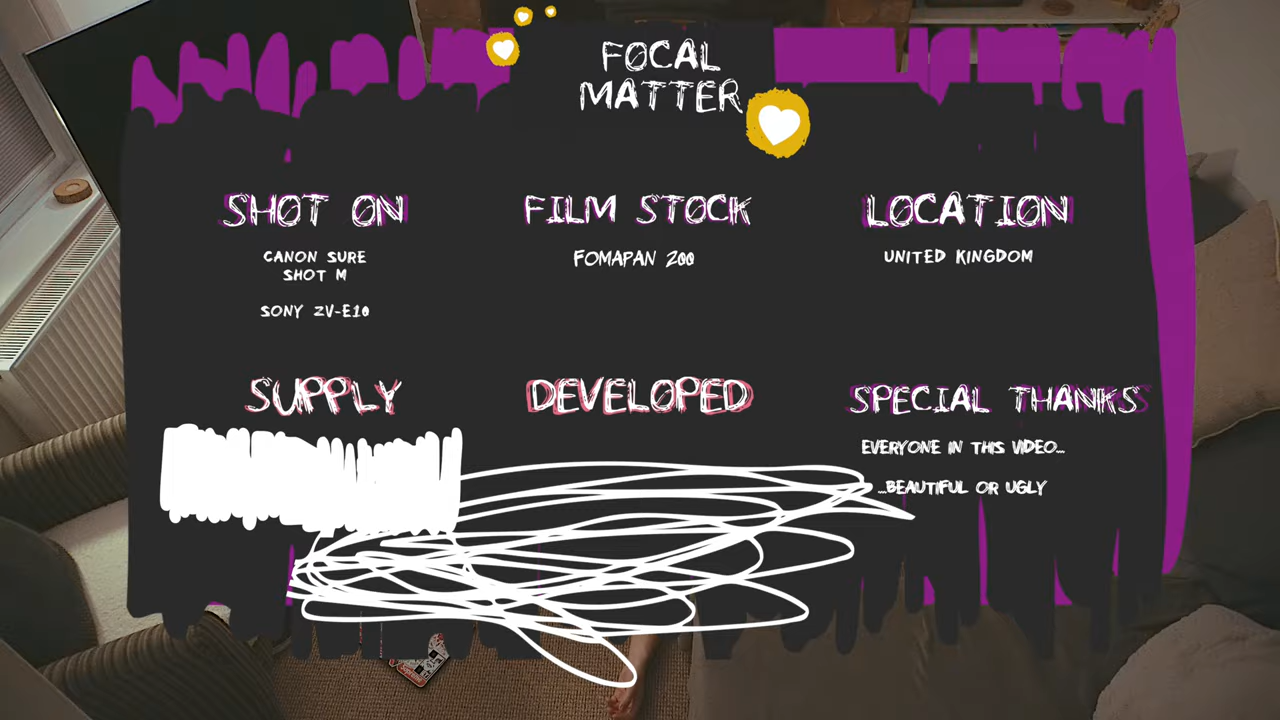 FOCAL
MATTER
SHOT ON
CANON SURE
SHOT M
SONY ZV-E10
FILM STOCK
FOMAPAN 200
LOCATION
UNITED KINGDOM
SUPPLY
DEVELOPED
SPECIAL THANKS
EVERYONE IN THIS VIDEO...
...BEAUTIFUL OR UGLY